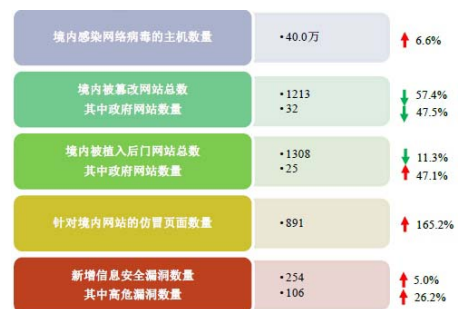 境内感染网络病毒的主机数量 •40.0万 6.6%
境内被篡改网站总数 •1213 57.4%
其中政府网站数量 •32 47.5%
境内被植入后门网站总数 •1308 11.3%
其中政府网站数量 •25 47.1%
针对境内网站的仿冒页面数量 •891 165.2%
新增信息安全漏洞数量 •254 5.0%
其中高危漏洞数量 •106 26.2%